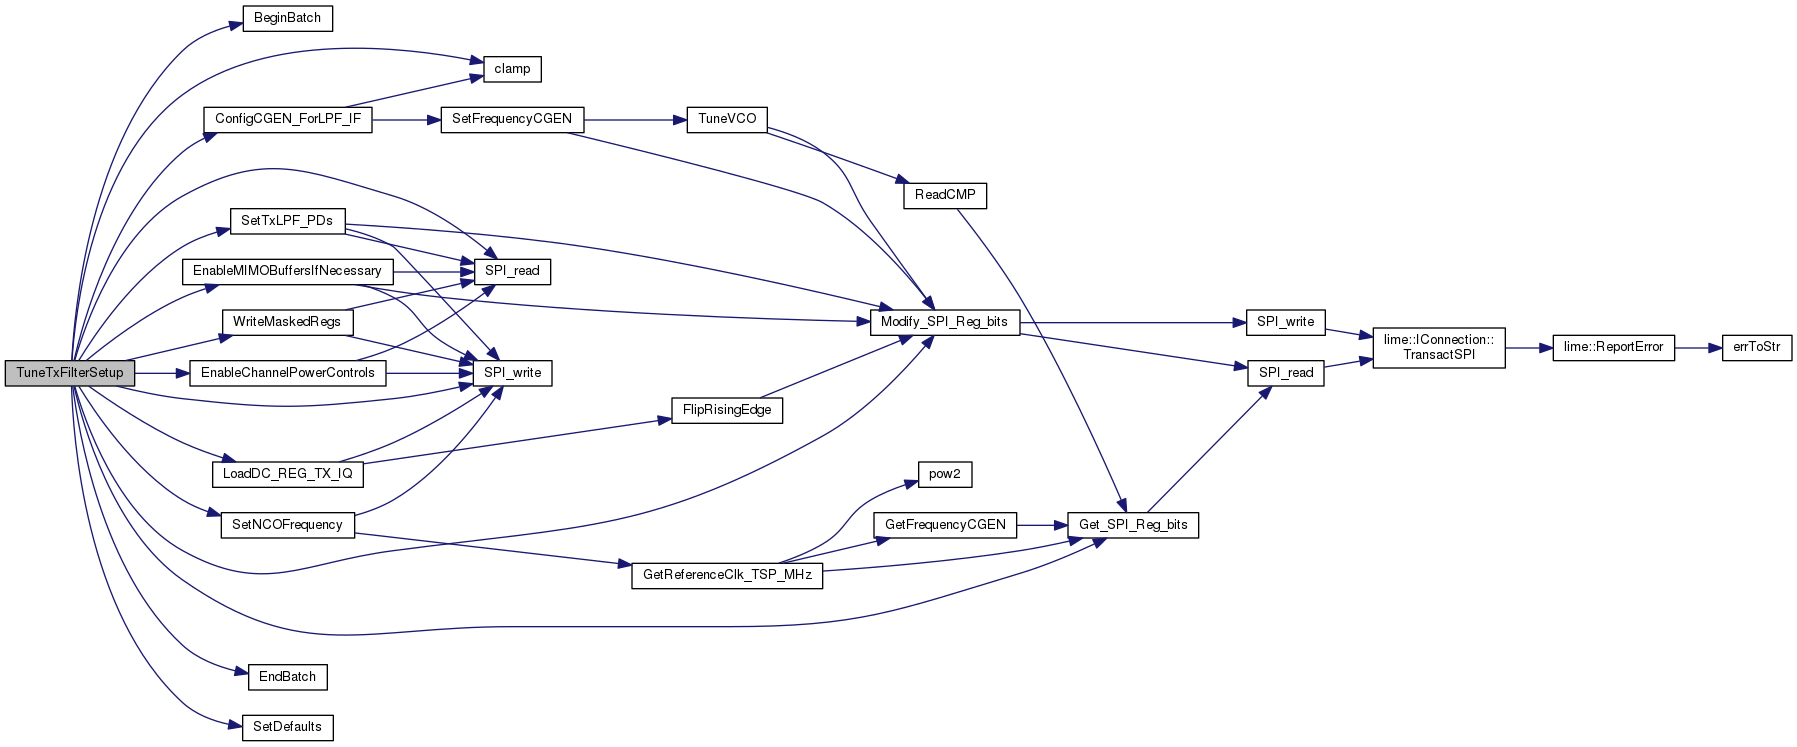 BeginBatch
clamp
ConfigCGEN_ForLPF_IF
SetFrequencyCGEN
TuneVCO
ReadCMP
SetTxLPF_PDs
EnableMIMOBuffersIfNecessary
SPI_read
WriteMaskedRegs
Modify_SPI_Reg_bits
SPI_write
lime::IConnection::
TransactSPI
lime::ReportError
errToStr
TuneTxFilterSetup
EnableChannelPowerControls
SPI_write
SPI_read
FlipRisingEdge
LoadDC_REG_TX_IQ
pow2
SetNCOFrequency
GetFrequencyCGEN
Get_SPI_Reg_bits
GetReferenceClk_TSP_MHz
EndBatch
SetDefaults